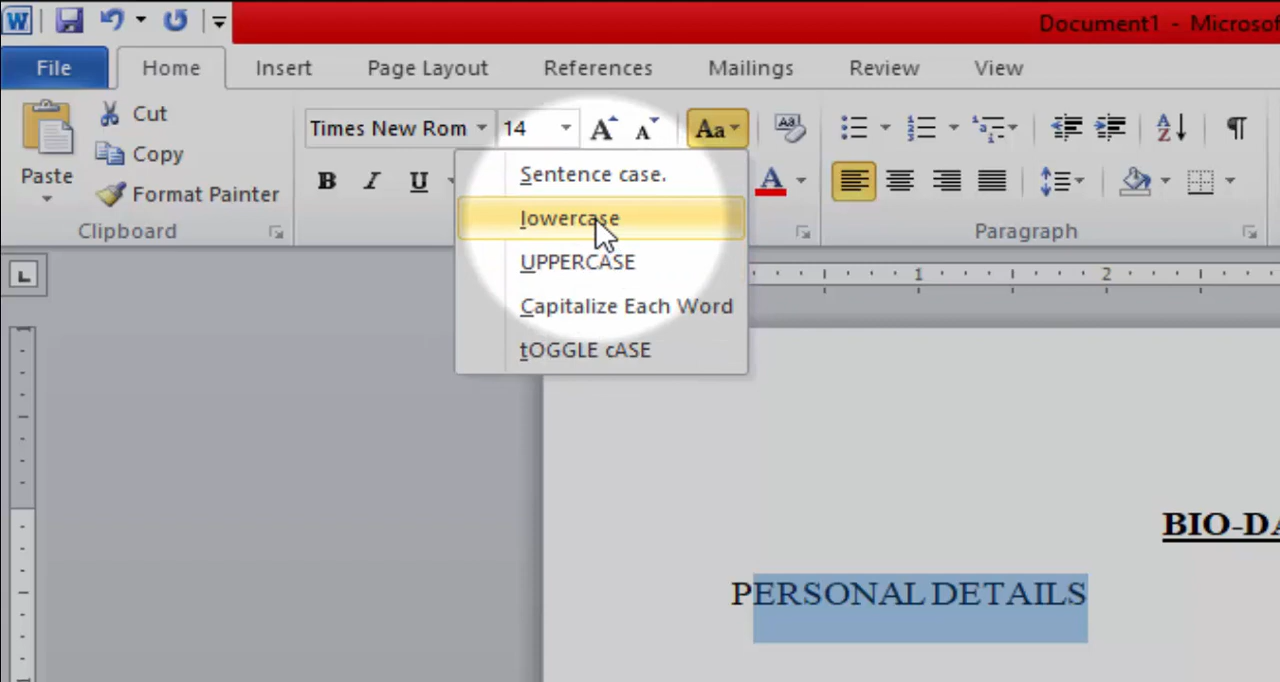 Document1 - Microsof
File Home Insert Page Layout References Mailings Review View
Cut
Copy
Format Painter
Paste
Clipboard
Times New Rom 14
Aa
B I U
A
Sentence case.
lowercase
UPPERCASE
Capitalize Each Word
tOGGLE cASE
Paragraph
1 2
BIO-DA
PERSONAL DETAILS